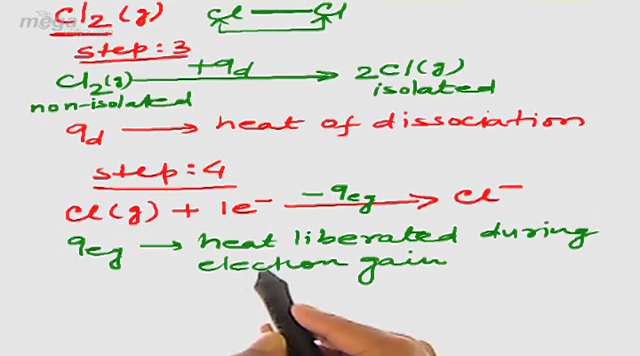 mega
Cl₂(g) Cl — Cl
step:3
Cl₂(g) +qd → 2Cl(g)
non-isolated isolated
qd → heat of dissociation
step:4
Cl(g) + 1e⁻ -qeg → Cl⁻
qeg → heat liberated during
electron gain